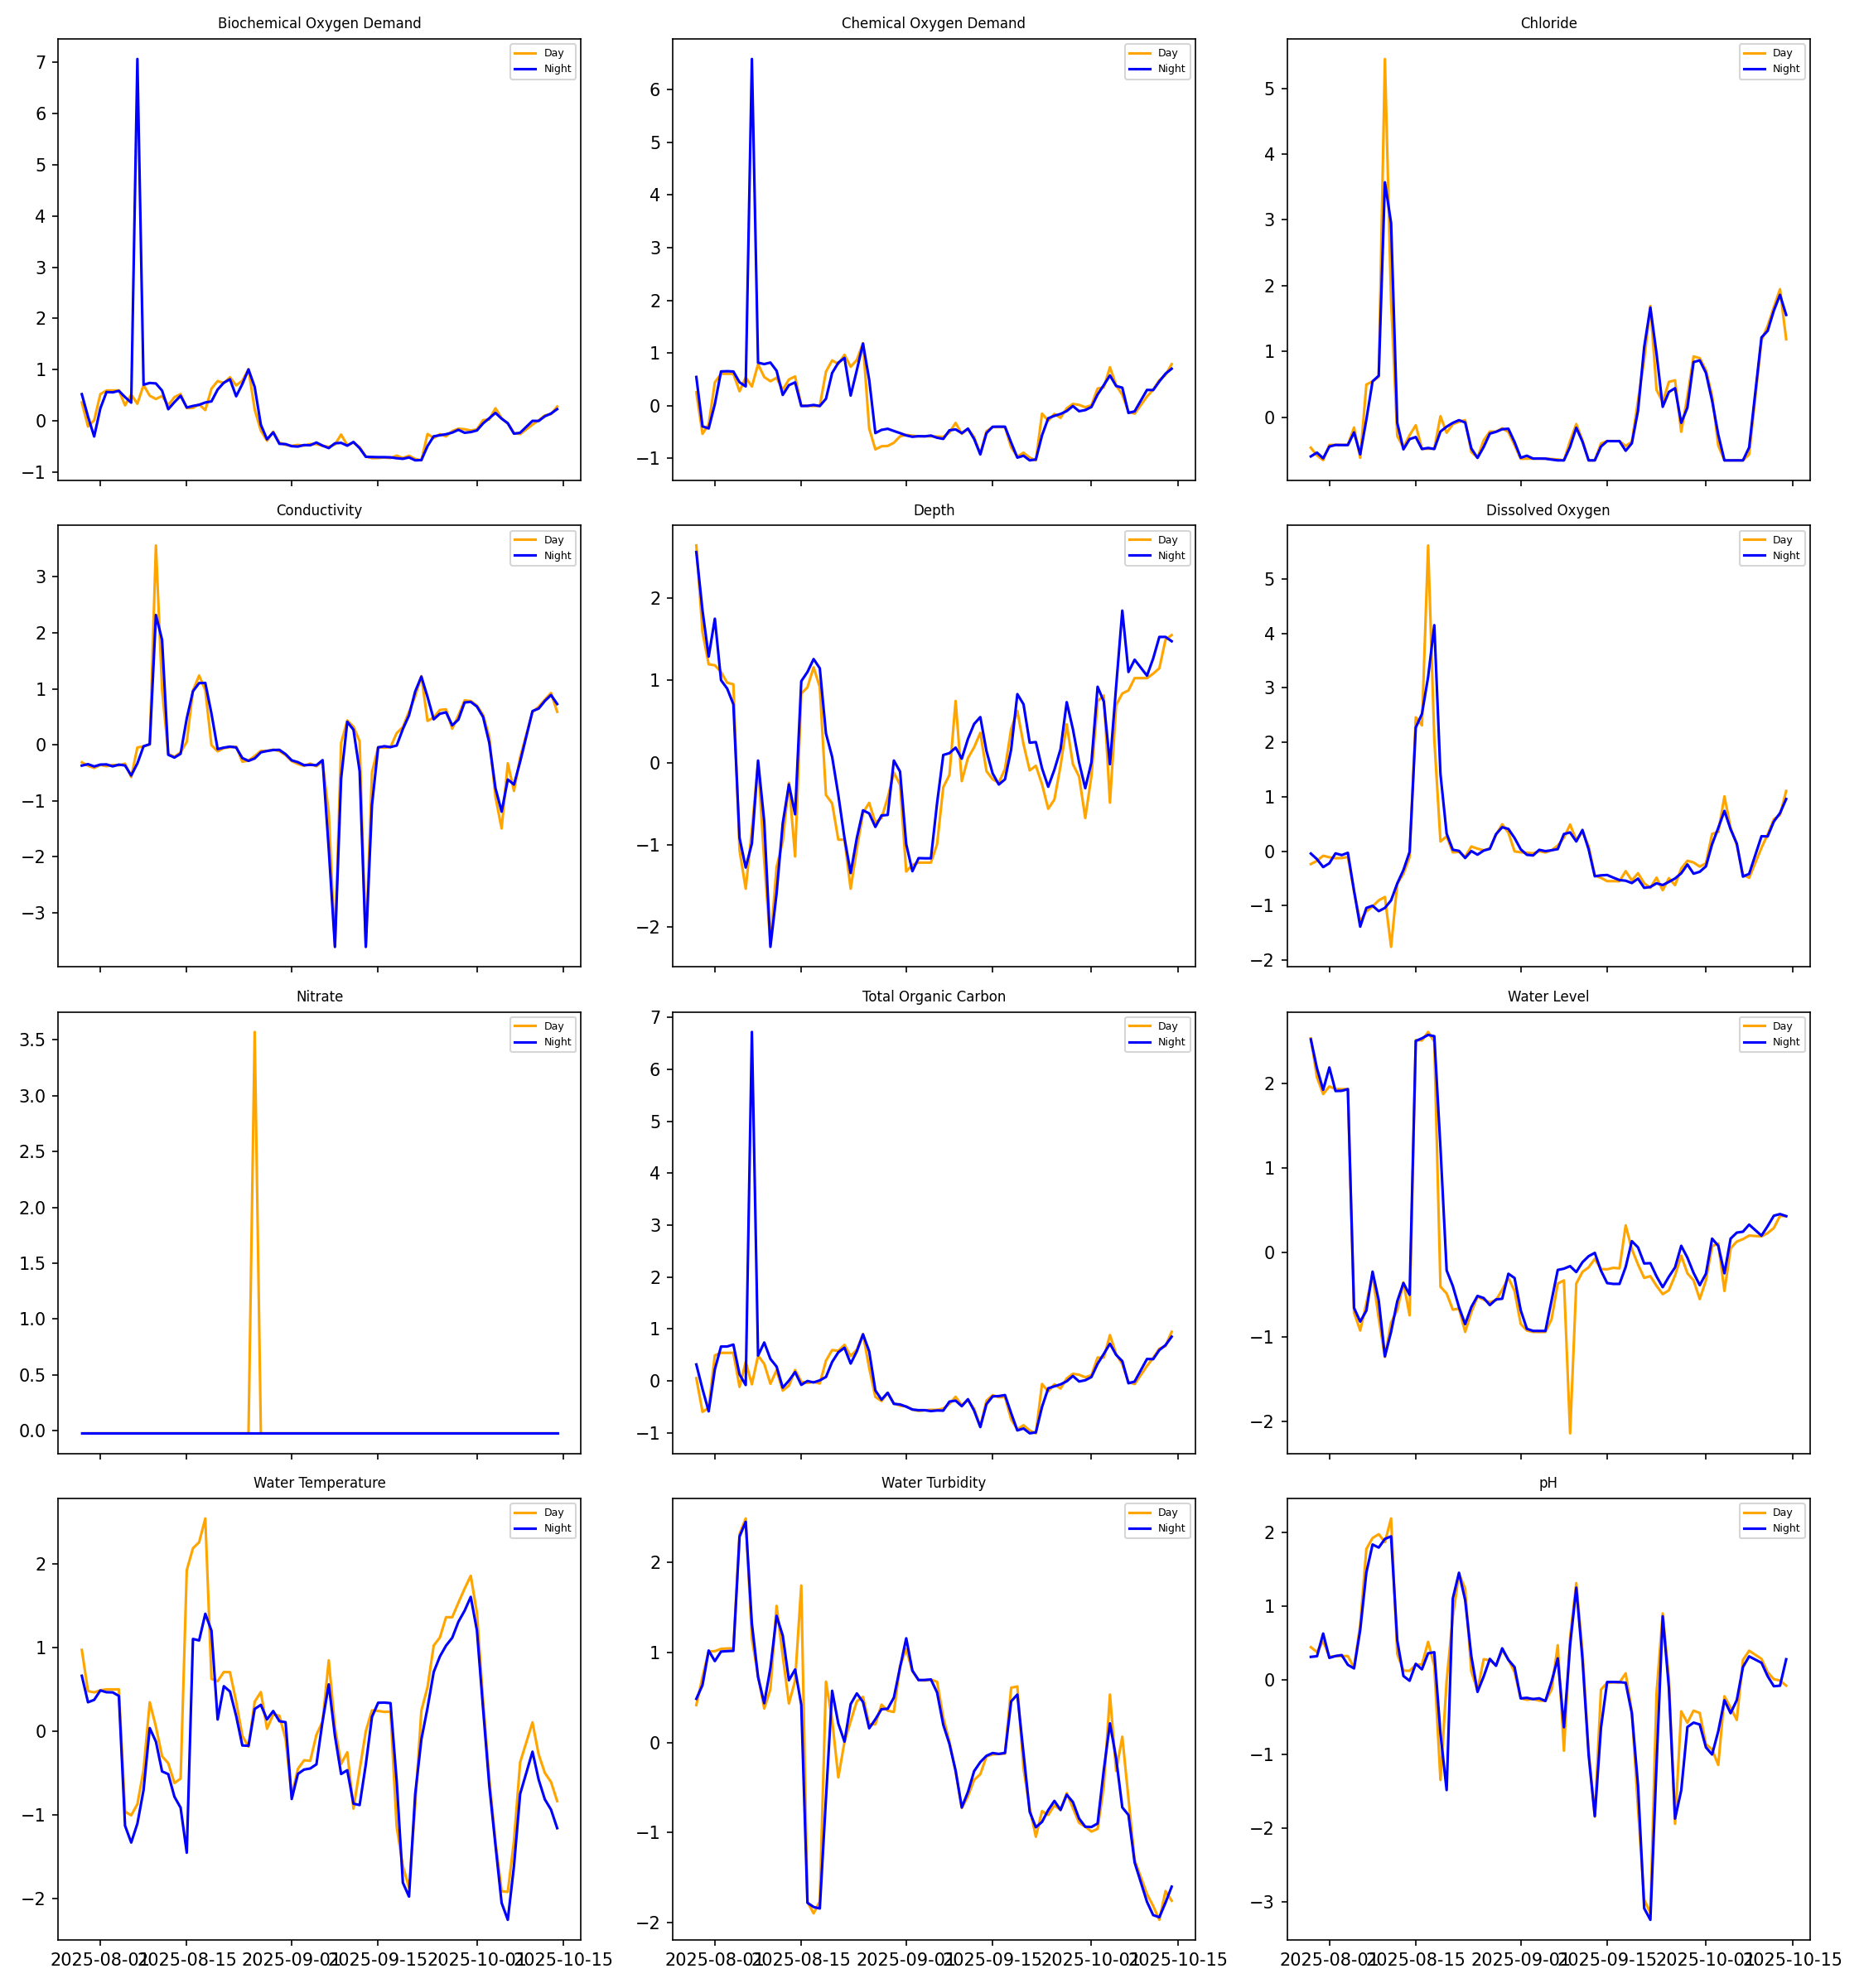 Biochemical Oxygen Demand
Day
Night
7
6
5
4
3
2
1
0
−1
Chemical Oxygen Demand
Day
Night
6
5
4
3
2
1
0
−1
Chloride
Day
Night
5
4
3
2
1
0
Conductivity
Day
Night
3
2
1
0
−1
−2
−3
Depth
Day
Night
2
1
0
−1
−2
Dissolved Oxygen
Day
Night
5
4
3
2
1
0
−1
−2
Nitrate
Day
Night
3.5
3.0
2.5
2.0
1.5
1.0
0.5
0.0
Total Organic Carbon
Day
Night
7
6
5
4
3
2
1
0
−1
Water Level
Day
Night
2
1
0
−1
−2
Water Temperature
Day
Night
2
1
0
−1
−2
2025-08-01 2025-08-15 2025-09-01 2025-09-15 2025-10-01 2025-10-15
Water Turbidity
Day
Night
2
1
0
−1
−2
2025-08-01 2025-08-15 2025-09-01 2025-09-15 2025-10-01 2025-10-15
pH
Day
Night
2
1
0
−1
−2
−3
2025-08-01 2025-08-15 2025-09-01 2025-09-15 2025-10-01 2025-10-15